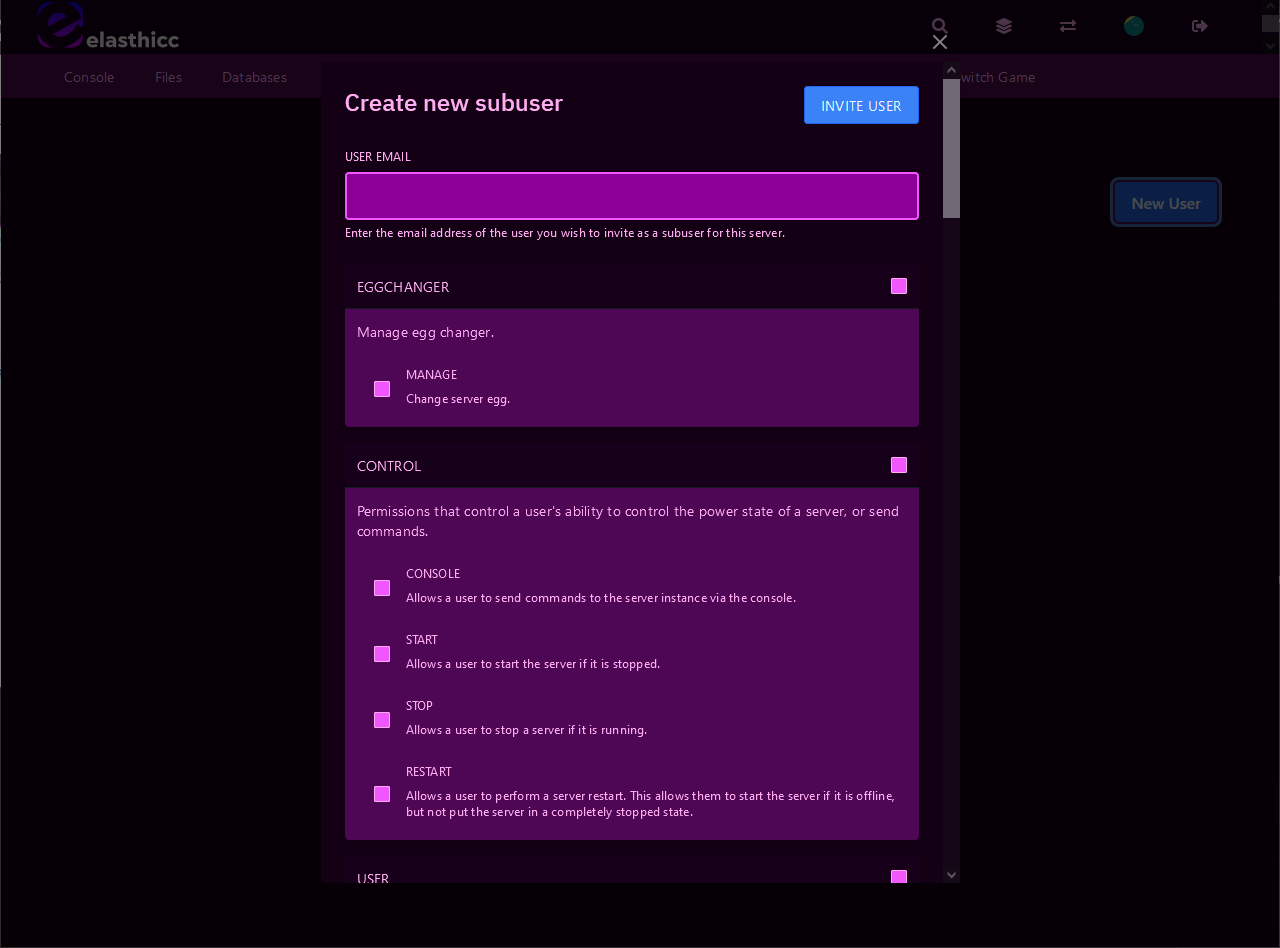 elasthicc
Console Files Databases
witch Game
Create new subuser
INVITE USER
New User
USER EMAIL
Enter the email address of the user you wish to invite as a subuser for this server.
EGGCHANGER
Manage egg changer.
MANAGE
Change server egg.
CONTROL
Permissions that control a user's ability to control the power state of a server, or send
commands.
CONSOLE
Allows a user to send commands to the server instance via the console.
START
Allows a user to start the server if it is stopped.
STOP
Allows a user to stop a server if it is running.
RESTART
Allows a user to perform a server restart. This allows them to start the server if it is offline,
but not put the server in a completely stopped state.
USER